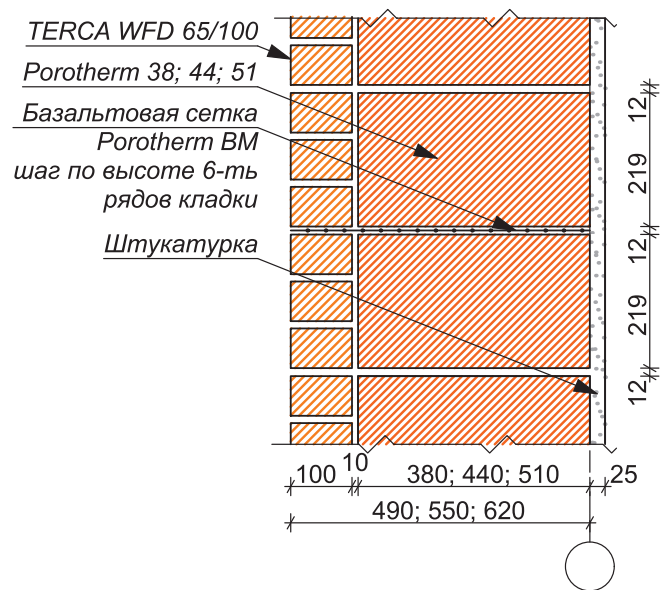 TERCA WFD 65/100
Porotherm 38; 44; 51
Базальтовая сетка
Porotherm BM
шаг по высоте 6-ть
рядов кладки
Штукатурка
12
219
12
219
12
100
10
380; 440; 510
25
490; 550; 620